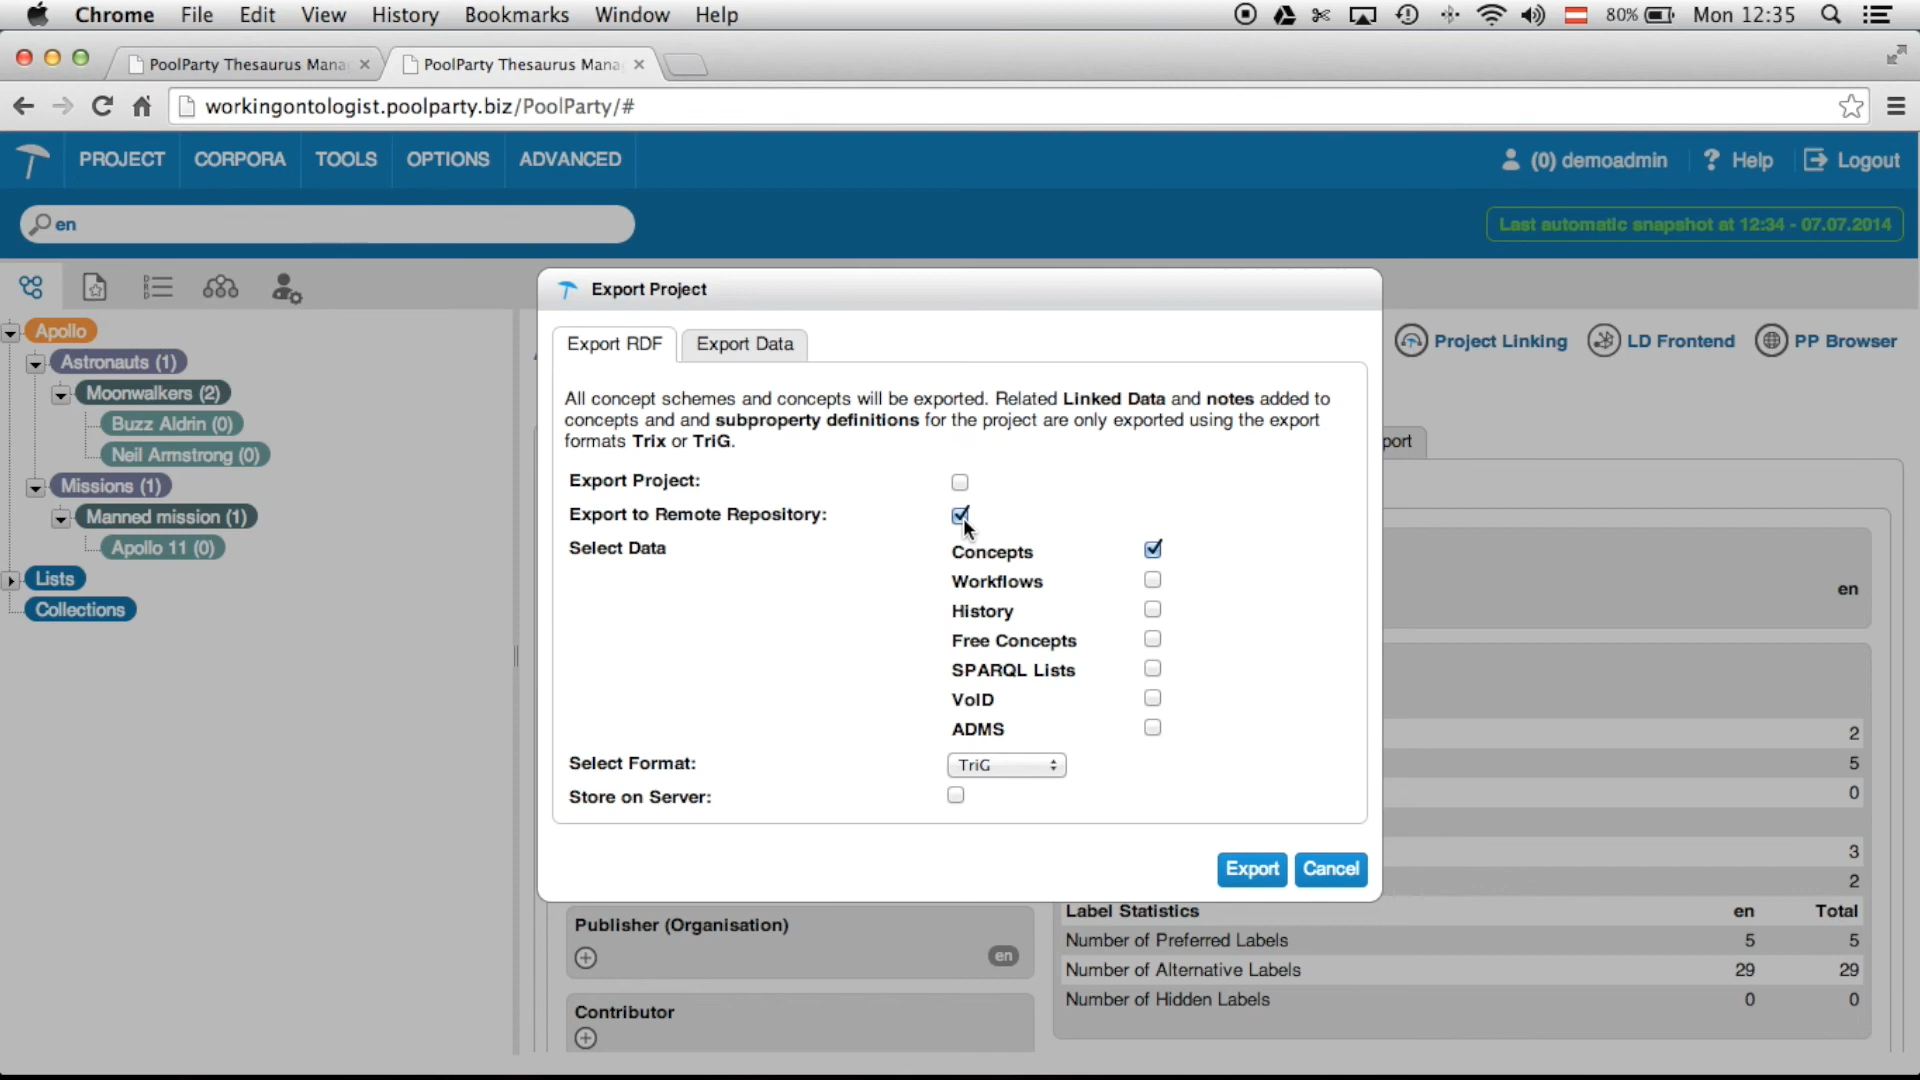 Chrome File Edit View History Bookmarks Window Help 80% Mon 12:35
PoolParty Thesaurus Mana PoolParty Thesaurus Mana
workingontologist.poolparty.biz/PoolParty/#
PROJECT CORPORA TOOLS OPTIONS ADVANCED (0) demoadmin ? Help Logout
en Last automatic snapshot at 12:34 - 07.07.2014
Export Project
Apollo
Astronauts (1)
Moonwalkers (2)
Buzz Aldrin (0)
Neil Armstrong (0)
Missions (1)
Manned mission (1)
Apollo 11 (0)
Lists
Collections
Project Linking LD Frontend PP Browser
port
Export RDF Export Data
All concept schemes and concepts will be exported. Related Linked Data and notes added to
concepts and and subproperty definitions for the project are only exported using the export
formats Trix or TriG.
Export Project:
Export to Remote Repository:
Select Data Concepts
Workflows
History
Free Concepts
SPARQL Lists
VoID
ADMS
Select Format: TriG
Store on Server:
Export Cancel
en
2
5
0
3
2
Publisher (Organisation)
en
Contributor
Label Statistics en Total
Number of Preferred Labels 5 5
Number of Alternative Labels 29 29
Number of Hidden Labels 0 0